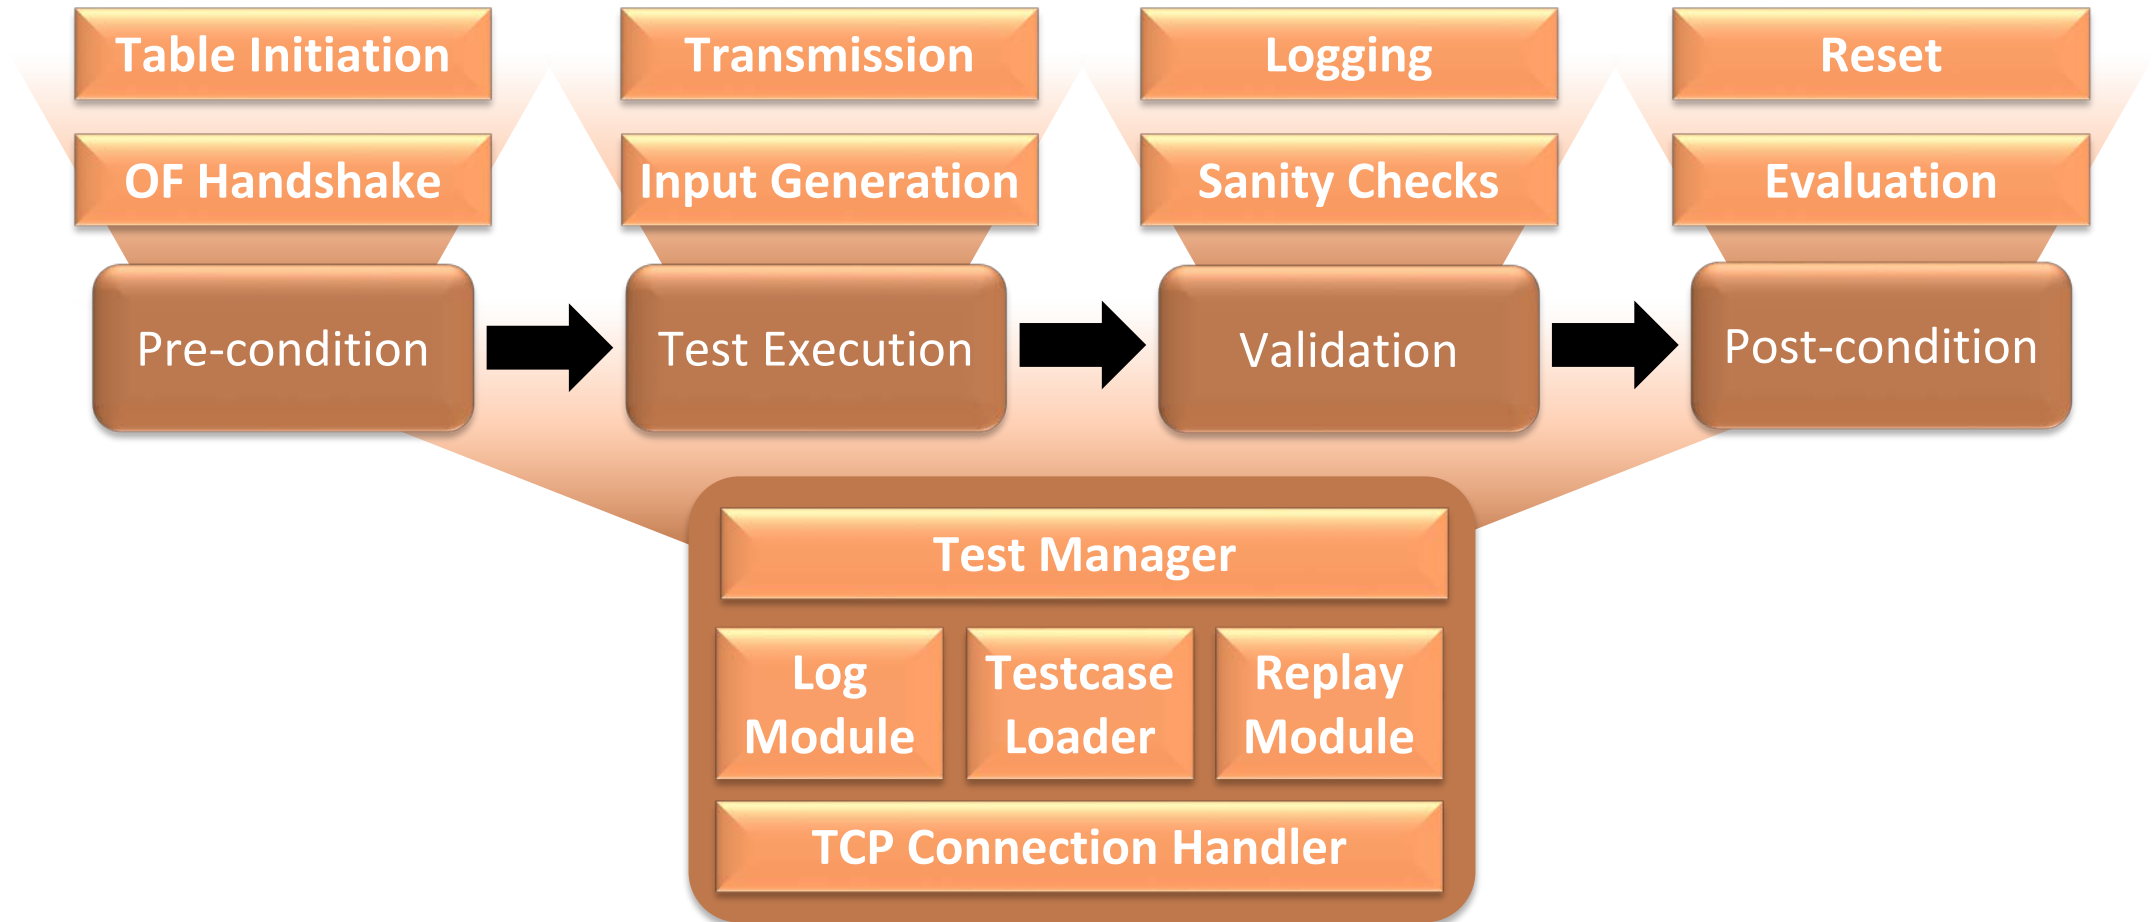 Table Initiation
Transmission
Logging
Reset
OF Handshake
Input Generation
Sanity Checks
Evaluation
Pre-condition
Test Execution
Validation
Post-condition
Test Manager
Log
Module
Testcase
Loader
Replay
Module
TCP Connection Handler